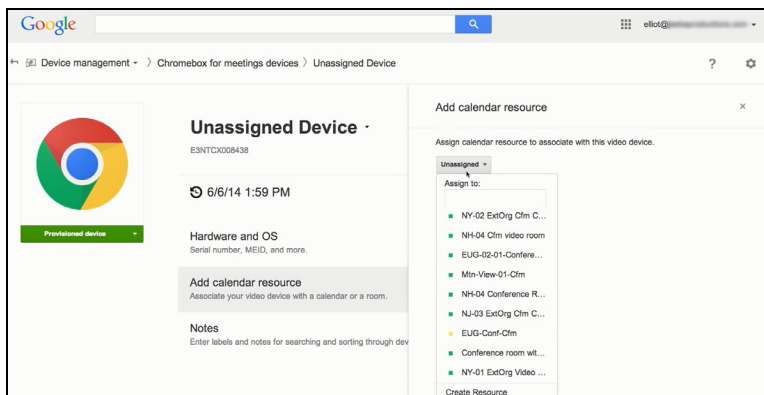 Google
elliot@
Device management
Chromebox for meetings devices
Unassigned Device
?
Unassigned Device
E3NTCX008438
6/6/14 1:59 PM
Provisioned device
Hardware and OS
Serial number, MEID, and more.
Add calendar resource
Associate your video device with a calendar or a room.
Notes
Enter labels and notes for searching and sorting through dev
Add calendar resource
×
Assign calendar resource to associate with this video device.
Unassigned
Assign to:
NY-02 ExtOrg Cfm C...
NH-04 Cfm video room
EUG-02-01-Confere...
Mtn-View-01-Cfm
NH-04 Conference R...
NJ-03 ExtOrg Cfm C...
EUG-Conf-Cfm
Conference room wit...
NY-01 ExtOrg Video ...
Create Resource